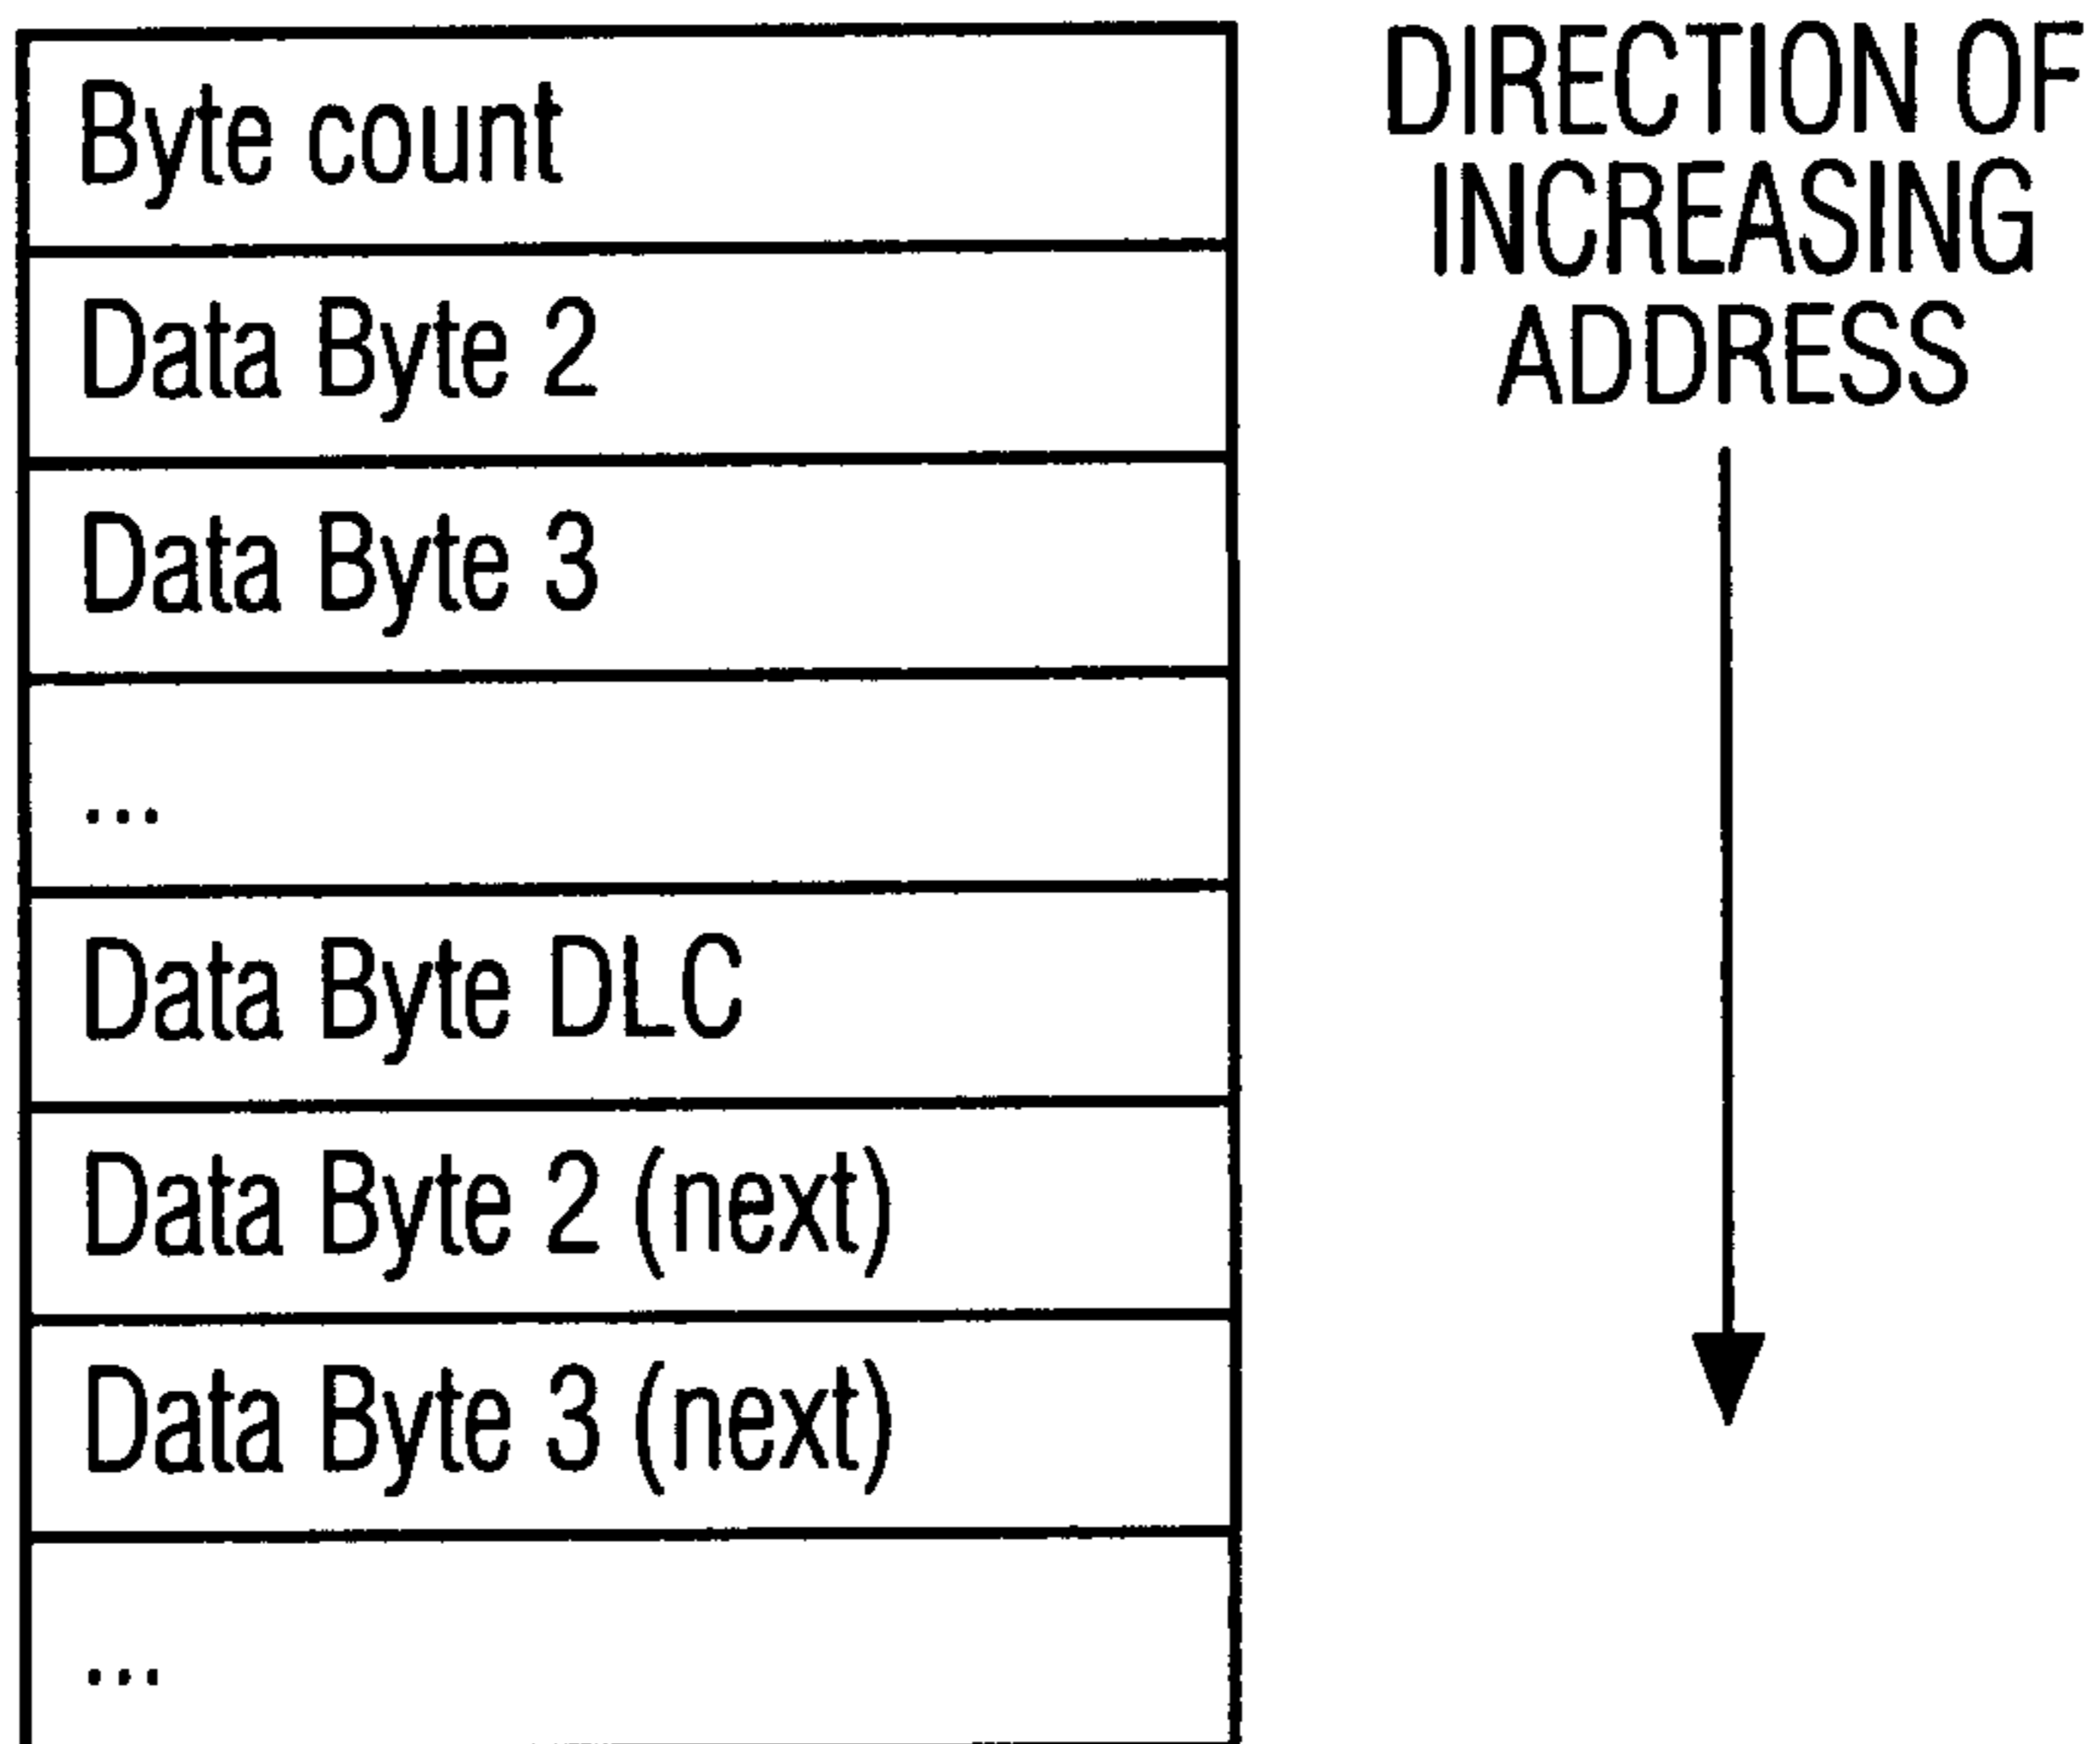 Byte count
Data Byte 2
Data Byte 3
...
Data Byte DLC
Data Byte 2 (next)
Data Byte 3 (next)
...
DIRECTION OF
INCREASING
ADDRESS